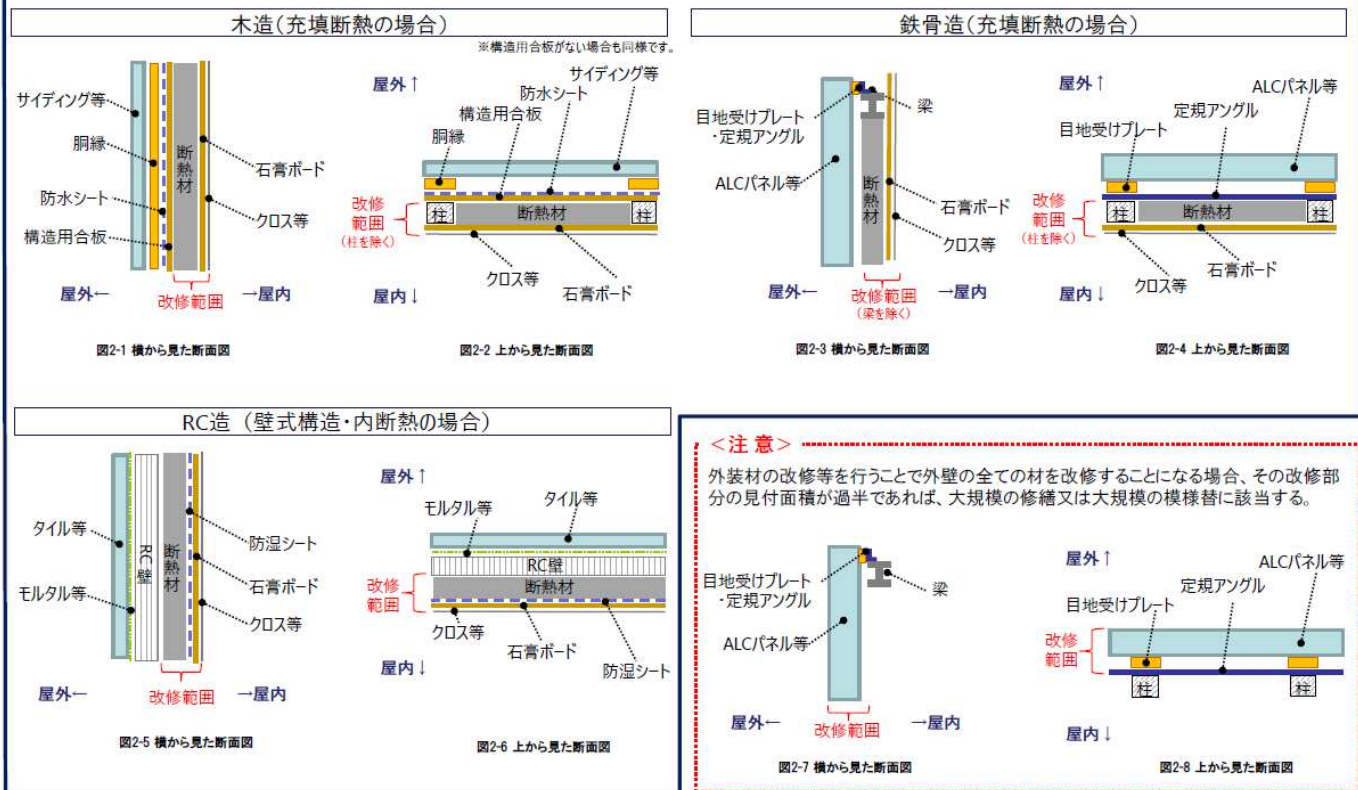 木造(充填断熱の場合)
※構造用合板がない場合も同様です。
サイディング等
胴縁
防水シート
構造用合板
断熱材
石膏ボード
クロス等
屋外←
改修範囲
→屋内
図2-1 横から見た断面図
屋外↑
サイディング等
防水シート
構造用合板
胴縁
改修
範囲
(柱を除く)
柱
断熱材
柱
クロス等
石膏ボード
屋内↓
図2-2 上から見た断面図
鉄骨造(充填断熱の場合)
目地受けプレート
・定規アングル
梁
ALCパネル等
断熱材
石膏ボード
クロス等
屋外←
改修範囲
(梁を除く)
→屋内
図2-3 横から見た断面図
屋外↑
ALCパネル等
定規アングル
目地受けプレート
改修
範囲
(柱を除く)
柱
断熱材
柱
クロス等
石膏ボード
屋内↓
図2-4 上から見た断面図
RC造 (壁式構造・内断熱の場合)
タイル等
モルタル等
RC壁
断熱材
防湿シート
石膏ボード
クロス等
屋外←
改修範囲
→屋内
図2-5 横から見た断面図
屋外↑
モルタル等
タイル等
RC壁
断熱材
改修
範囲
クロス等
石膏ボード
防湿シート
屋内↓
図2-6 上から見た断面図
<注意>
外装材の改修等を行うことで外壁の全ての材を改修することになる場合、その改修部
分の見付面積が過半であれば、大規模の修繕又は大規模の模様替に該当する。
目地受けプレート
・定規アングル
梁
ALCパネル等
屋外←
改修範囲
→屋内
図2-7 横から見た断面図
屋外↑
ALCパネル等
定規アングル
目地受けプレート
改修
範囲
柱
柱
屋内↓
図2-8 上から見た断面図